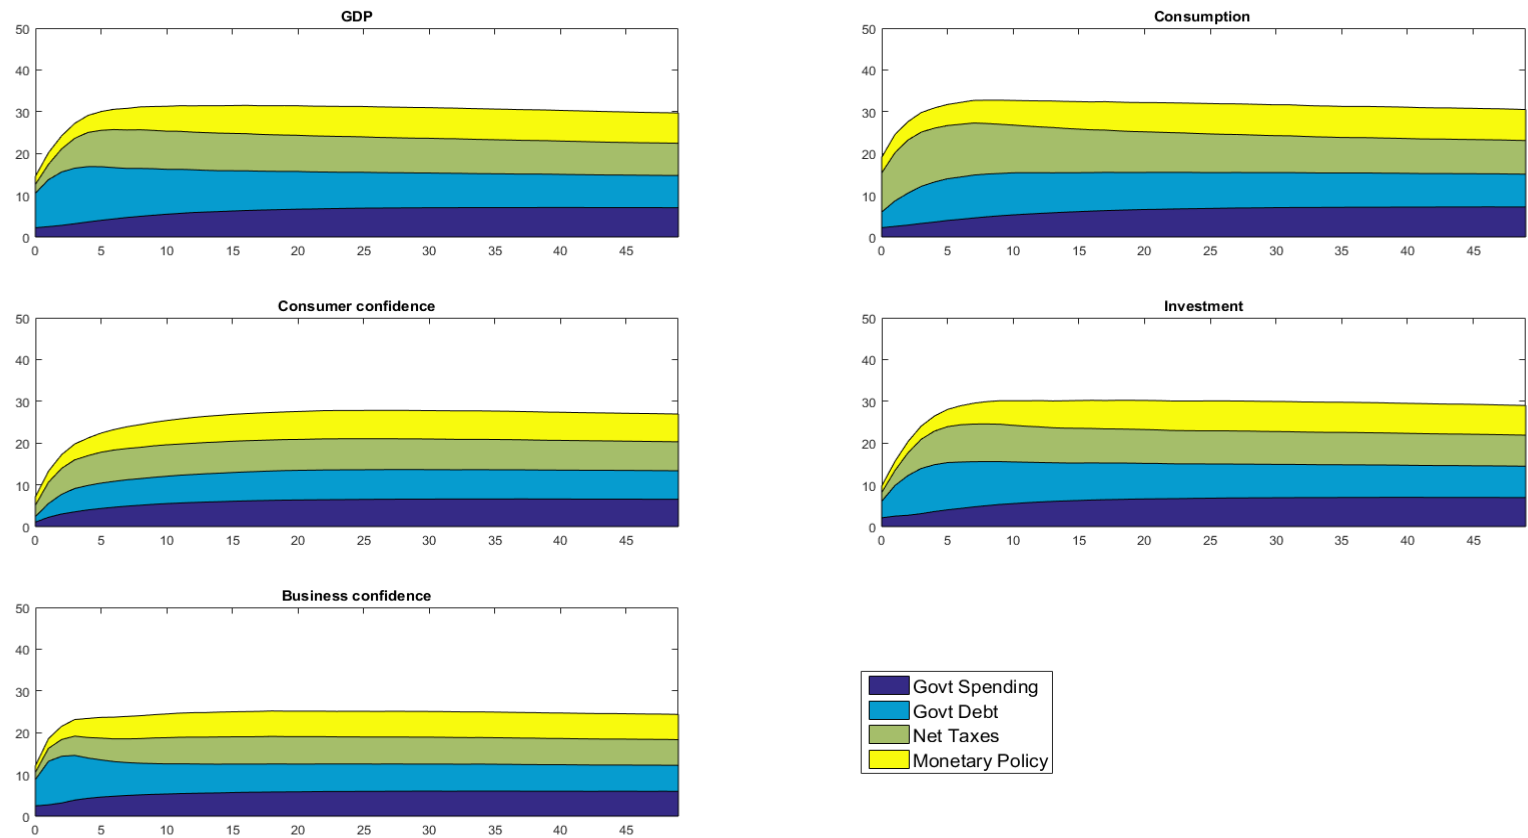 GDP
50
40
30
20
10
0
0 5 10 15 20 25 30 35 40 45
Consumption
50
40
30
20
10
0
0 5 10 15 20 25 30 35 40 45
Consumer confidence
50
40
30
20
10
0
0 5 10 15 20 25 30 35 40 45
Investment
50
40
30
20
10
0
0 5 10 15 20 25 30 35 40 45
Business confidence
50
40
30
20
10
0
0 5 10 15 20 25 30 35 40 45
Govt Spending
Govt Debt
Net Taxes
Monetary Policy